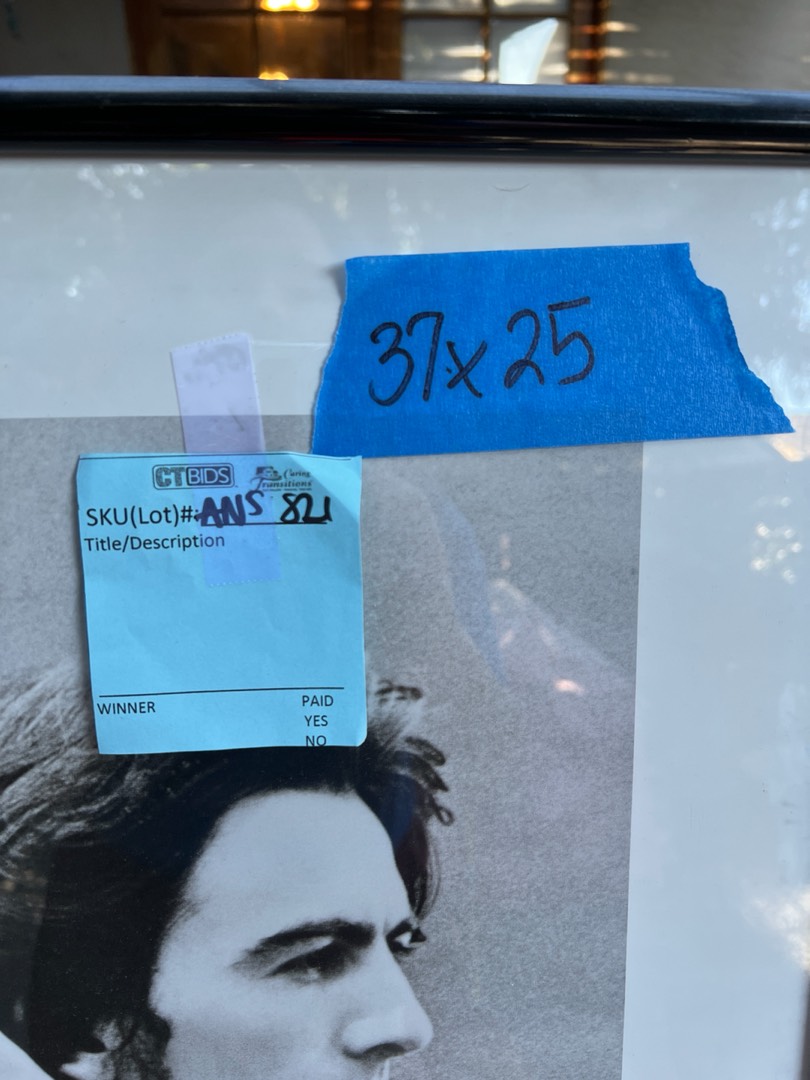 37x25
CTBIDS
Caring
Transitions
SKU(Lot)#: ANS 821
Title/Description
WINNER
PAID
YES
NO